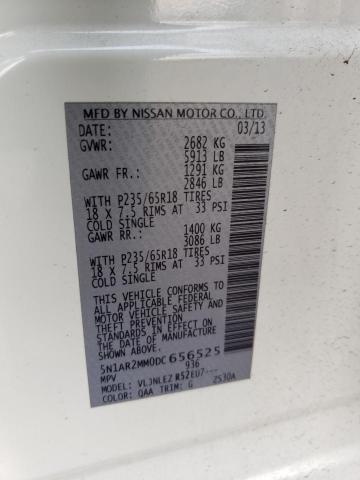 MFD BY NISSAN MOTOR CO., LTD.
DATE: 03/13
GVWR: 2682 KG
5913 LB
GAWR FR.: 1291 KG
2846 LB
WITH P235/65R18 TIRES
18 X 7.5 RIMS AT 33 PSI
COLD SINGLE
GAWR RR.: 1400 KG
3086 LB
WITH P235/65R18 TIRES
18 X 7.5 RIMS AT 33 PSI
COLD SINGLE
THIS VEHICLE CONFORMS TO
ALL APPLICABLE FEDERAL
MOTOR VEHICLE SAFETY AND
THEFT PREVENTION
STANDARDS IN EFFECT ON
THE DATE OF MANUFACTURE
SHOWN ABOVE.
5N1AR2MM0DC656525
MPV 936
MODEL: VLJNLEZ R52EU7---
COLOR: QAA TRIM: G 2530A